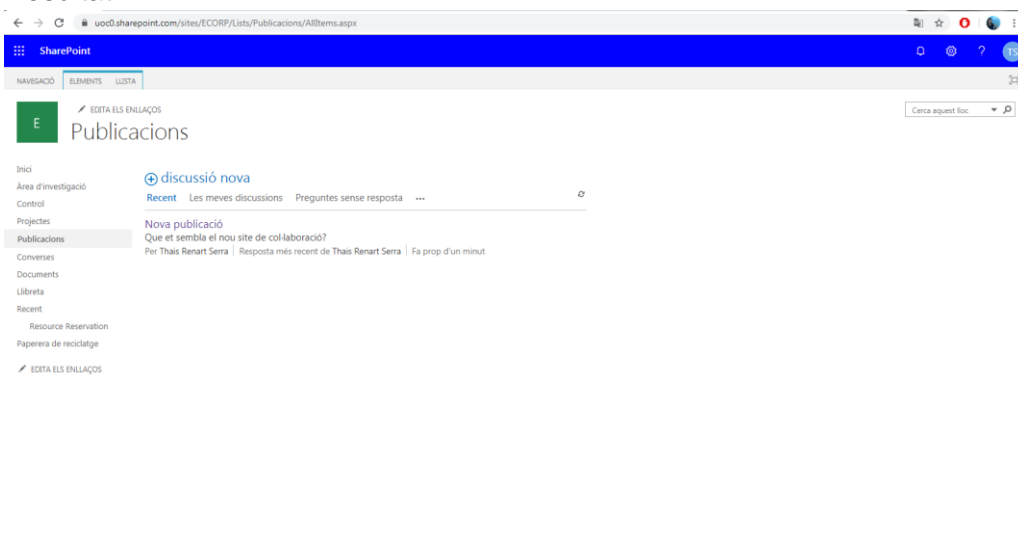 uoc0.sharepoint.com/sites/ECORP/Lists/Publicacions/AllItems.aspx
SharePoint
?
TS
NAVEGACIÓ ELEMENTS LLISTA
EDITA ELS ENLLAÇOS
E
Publicacions
Cerca aquest lloc
Inici
Àrea d'investigació
Control
Projectes
Publicacions
Converses
Documents
Llibreta
Recent
Resource Reservation
Paperera de reciclatge
EDITA ELS ENLLAÇOS
discussió nova
Recent Les meves discussions Preguntes sense resposta ...
Nova publicació
Que et sembla el nou site de col·laboració?
Per Thais Renart Serra | Resposta més recent de Thais Renart Serra | Fa prop d'un minut